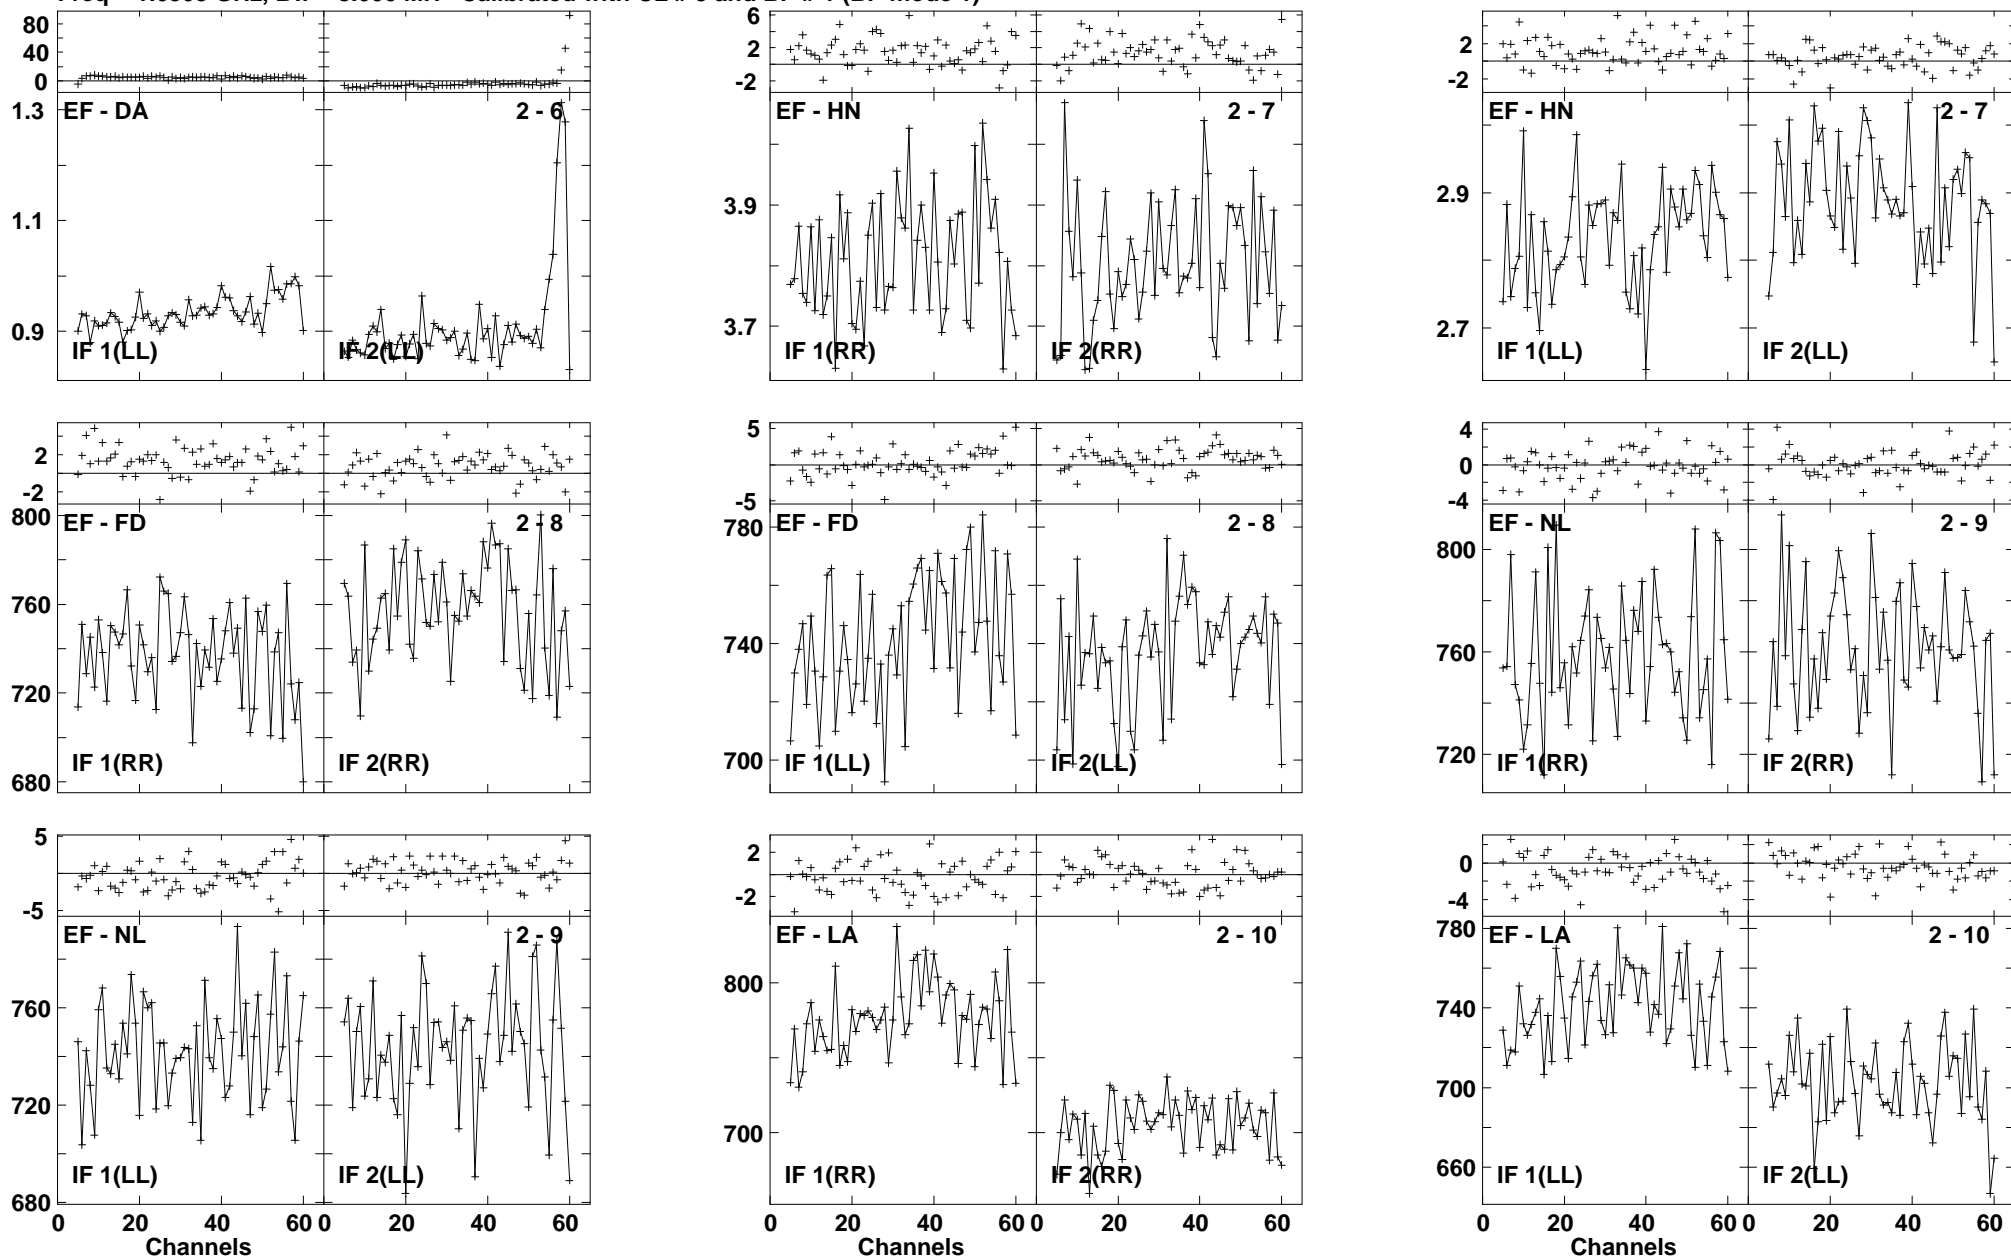 80 6 2
40 2 -2
0 -2
EF - DA 2 - 6 EF - HN 2 - 7 EF - HN 2 - 7
1.3
1.1 3.9 2.9
0.9 3.7 2.7
IF 1(LL) IF 2(LL) IF 1(RR) IF 2(RR) IF 1(LL) IF 2(LL)
2 5 4
-2 -5 0
-4
800 EF - FD 2 - 8 780 EF - FD 2 - 8 EF - NL 2 - 9
800
760 740 760
720 700 720
680
IF 1(RR) IF 2(RR) IF 1(LL) IF 2(LL) IF 1(RR) IF 2(RR)
5 2 0
-5 -2 -4
EF - NL 2 - 9 EF - LA 2 - 10 780 EF - LA 2 - 10
760 800 740
720 700 700
680 660
IF 1(LL) IF 2(LL) IF 1(RR) IF 2(RR) IF 1(LL) IF 2(LL)
0 20 40 60 0 20 40 60 0 20 40 60 0 20 40 60 0 20 40 60 0 20 40 60
Channels Channels Channels